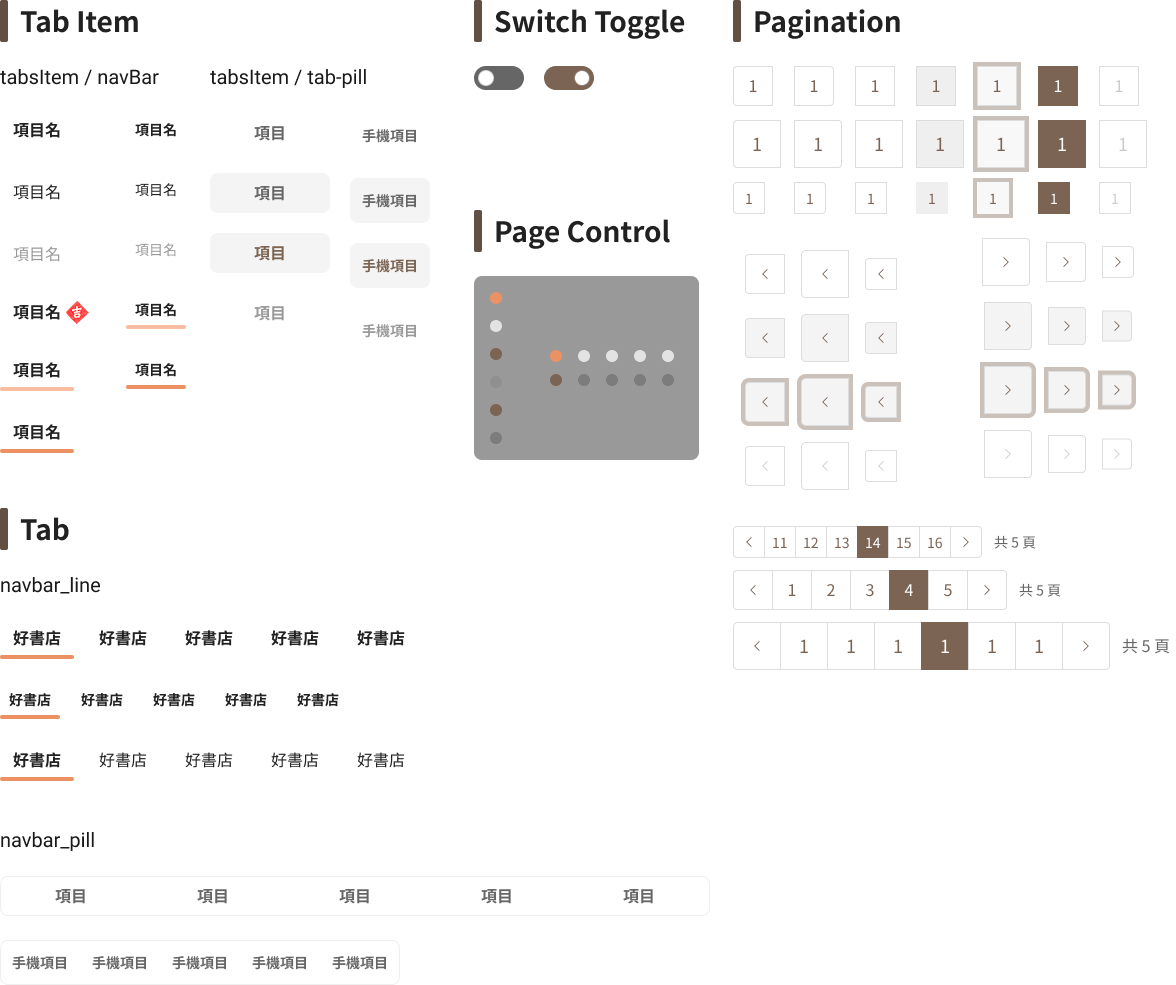 Tab Item
tabsItem / navBar
tabsItem / tab-pill
項目名 項目名 項目 手機項目
項目名 項目名 項目 手機項目
項目名 項目名 項目 手機項目
項目名 吉 項目名 項目 手機項目
項目名 項目名
項目名
Switch Toggle
Page Control
Pagination
1 1 1 1 1 1 1
1 1 1 1 1 1 1
1 1 1 1 1 1 1
< < < > > >
< < < > > >
< < < > > >
< < < > > >
< 11 12 13 14 15 16 > 共 5 頁
< 1 2 3 4 5 > 共 5 頁
< 1 1 1 1 1 1 > 共 5 頁
Tab
navbar_line
好書店 好書店 好書店 好書店 好書店
好書店 好書店 好書店 好書店 好書店
好書店 好書店 好書店 好書店 好書店
navbar_pill
項目 項目 項目 項目 項目
手機項目 手機項目 手機項目 手機項目 手機項目